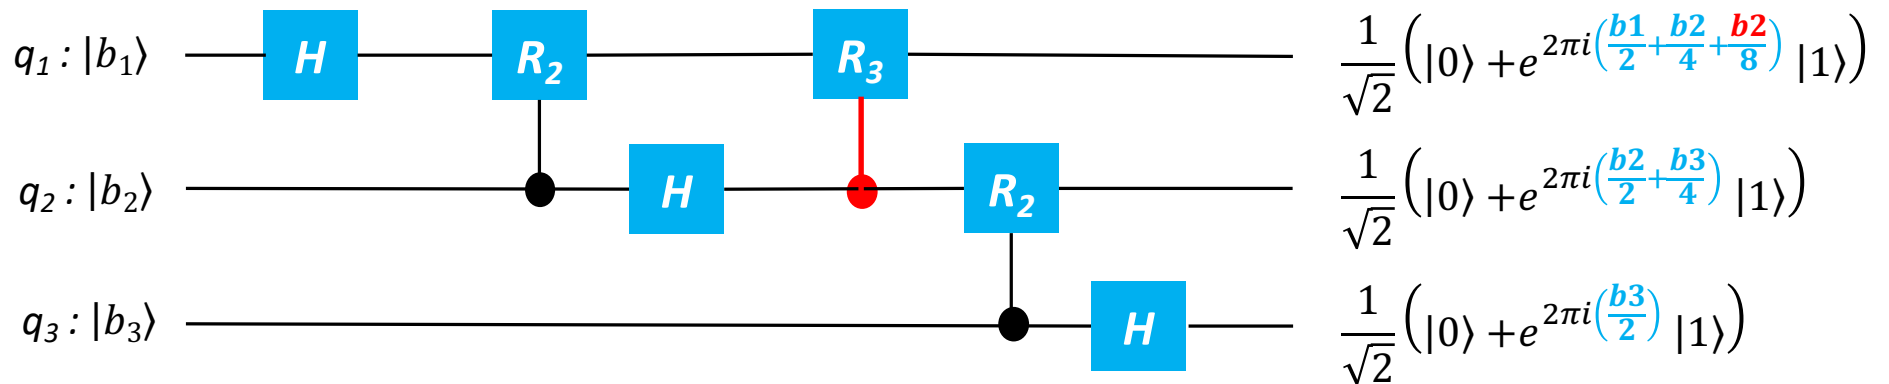 q₁ : |b₁⟩ H R₂ R₃ 1/√2 (|0⟩ + e^{2πi(b1/2 + b2/4 + b2/8)} |1⟩)
q₂ : |b₂⟩ H R₂ 1/√2 (|0⟩ + e^{2πi(b2/2 + b3/4)} |1⟩)
q₃ : |b₃⟩ H 1/√2 (|0⟩ + e^{2πi(b3/2)} |1⟩)